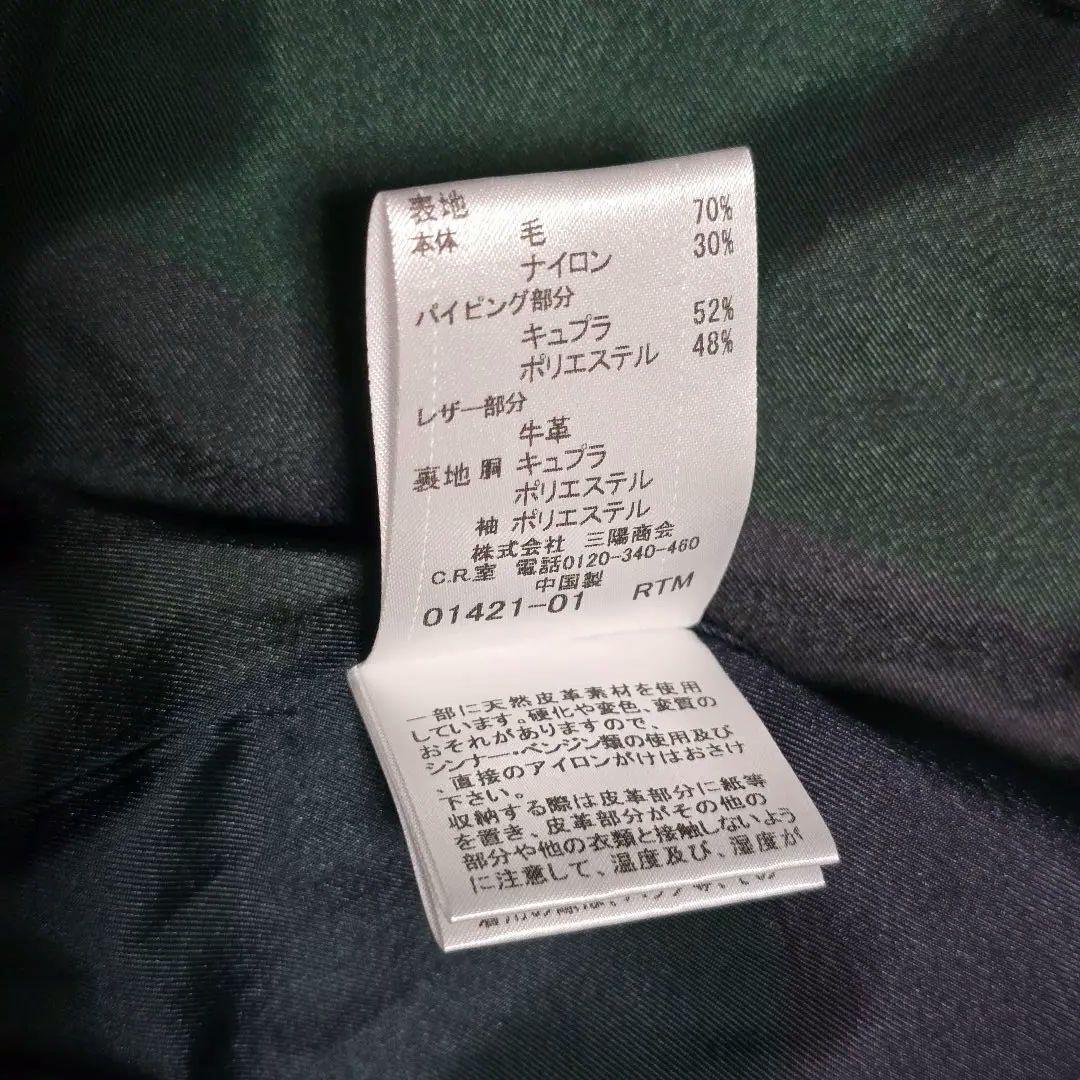 表地
本体 毛 70%
ナイロン 30%
パイピング部分
キュプラ 52%
ポリエステル 48%
レザー部分
牛革
裏地 胴 キュプラ
ポリエステル
袖 ポリエステル
株式会社 三陽商会
C.R.室 電話0120-340-460
中国製
01421-01 RTM
一部に天然皮革素材を使用
しています。硬化や変色、変質の
おそれがありますので、
シンナー・ベンジン類の使用及び
、直接のアイロンがけはおさけ
下さい。
収納する際は皮革部分に紙等
を置き、皮革部分がその他の
部分や他の衣類と接触しないよう
に注意して、温度及び、湿度が